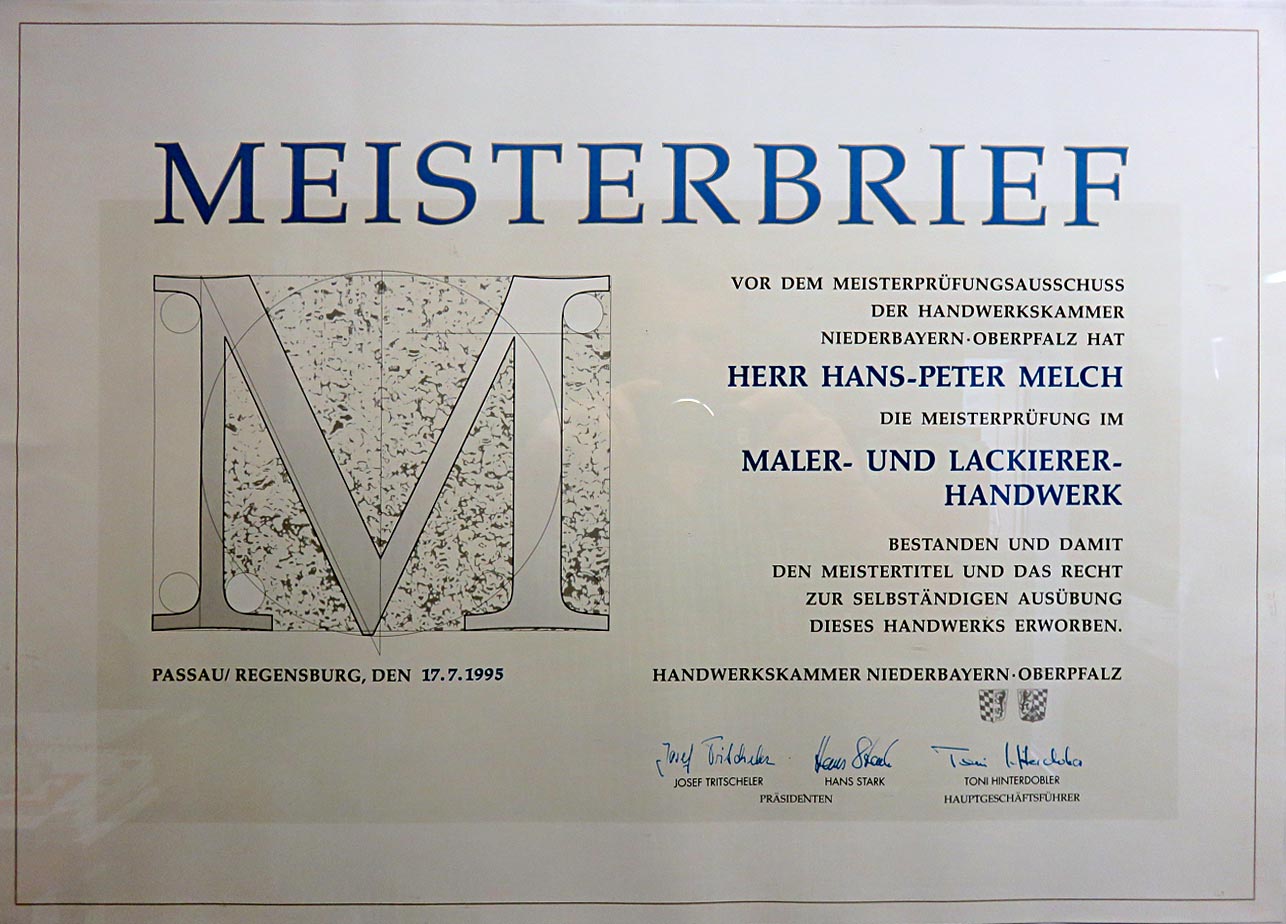 MEISTERBRIEF
VOR DEM MEISTERPRÜFUNGSAUSSCHUSS
DER HANDWERKSKAMMER
NIEDERBAYERN·OBERPFALZ HAT
HERR HANS-PETER MELCH
DIE MEISTERPRÜFUNG IM
MALER- UND LACKIERER-
HANDWERK
BESTANDEN UND DAMIT
DEN MEISTERTITEL UND DAS RECHT
ZUR SELBSTÄNDIGEN AUSÜBUNG
DIESES HANDWERKS ERWORBEN.
M
PASSAU/ REGENSBURG, DEN 17.7.1995
HANDWERKSKAMMER NIEDERBAYERN·OBERPFALZ
Josef Tritscheler Hans Stark Toni Hinterdobler
JOSEF TRITSCHELER HANS STARK TONI HINTERDOBLER
PRÄSIDENTEN HAUPTGESCHÄFTSFÜHRER